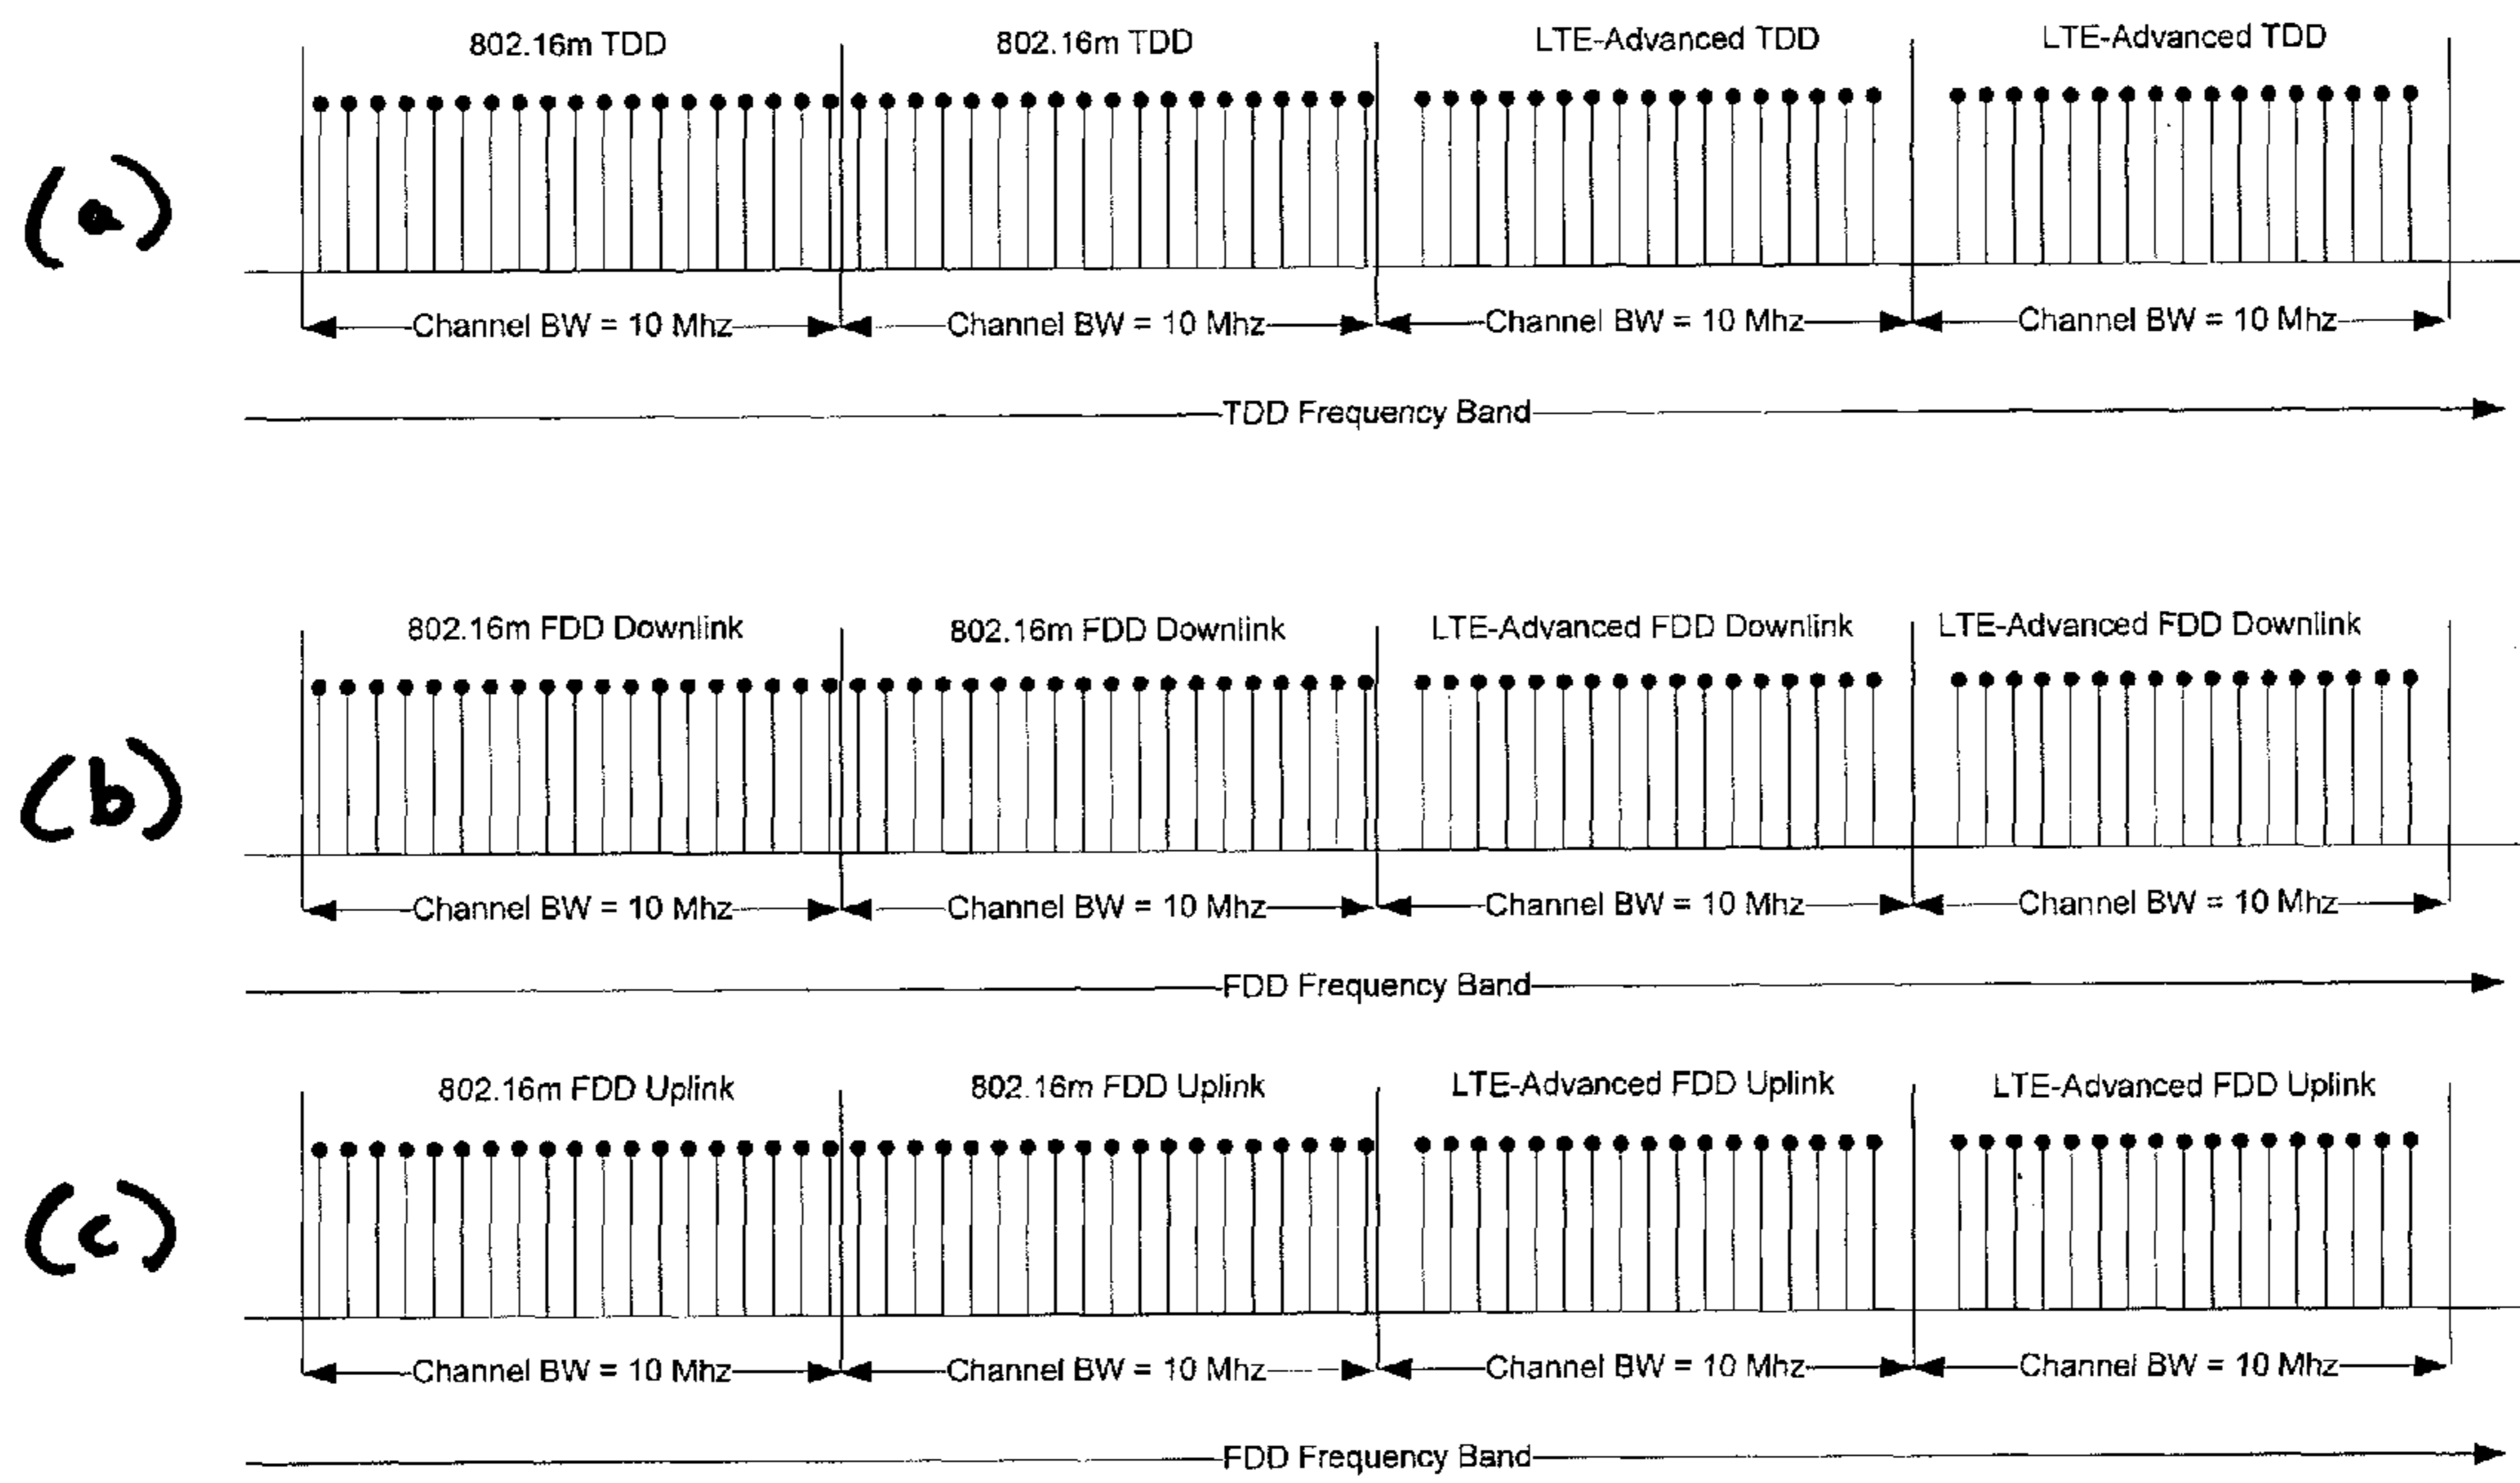 802.16m TDD
802.16m TDD
LTE-Advanced TDD
LTE-Advanced TDD
(a)
Channel BW = 10 Mhz
Channel BW = 10 Mhz
Channel BW = 10 Mhz
Channel BW = 10 Mhz
TDD Frequency Band
802.16m FDD Downlink
802.16m FDD Downlink
LTE-Advanced FDD Downlink
LTE-Advanced FDD Downlink
(b)
Channel BW = 10 Mhz
Channel BW = 10 Mhz
Channel BW = 10 Mhz
Channel BW = 10 Mhz
FDD Frequency Band
802.16m FDD Uplink
802.16m FDD Uplink
LTE-Advanced FDD Uplink
LTE-Advanced FDD Uplink
(c)
Channel BW = 10 Mhz
Channel BW = 10 Mhz
Channel BW = 10 Mhz
Channel BW = 10 Mhz
FDD Frequency Band